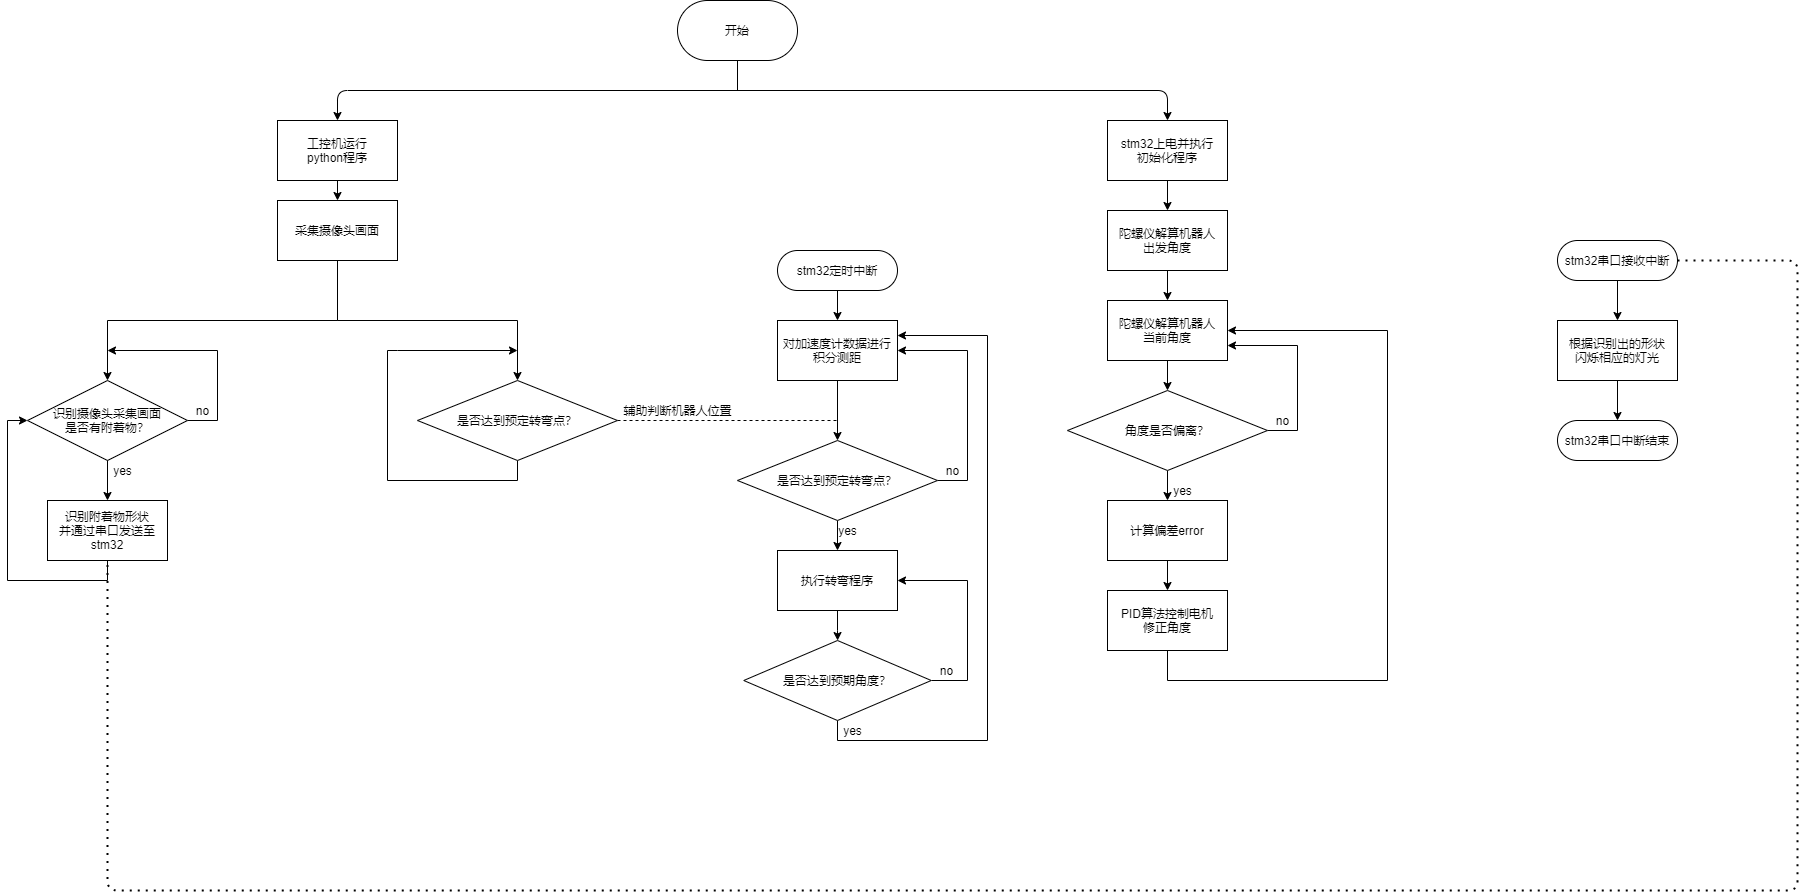 开始
工控机运行
python程序
采集摄像头画面
识别摄像头采集画面
是否有附着物?
no
yes
识别附着物形状
并通过串口发送至
stm32
是否达到预定转弯点?
辅助判断机器人位置
stm32定时中断
对加速度计数据进行
积分测距
是否达到预定转弯点?
no
yes
执行转弯程序
是否达到预期角度?
no
yes
stm32上电并执行
初始化程序
陀螺仪解算机器人
出发角度
陀螺仪解算机器人
当前角度
角度是否偏离?
no
yes
计算偏差error
PID算法控制电机
修正角度
stm32串口接收中断
根据识别出的形状
闪烁相应的灯光
stm32串口中断结束